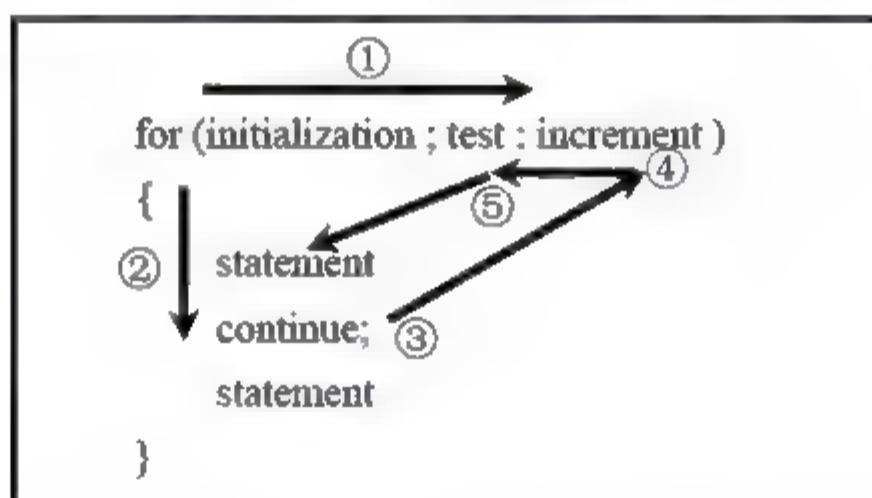 ①
for (initialization ; test : increment )
④
{
⑤
② statement
continue; ③
statement
}